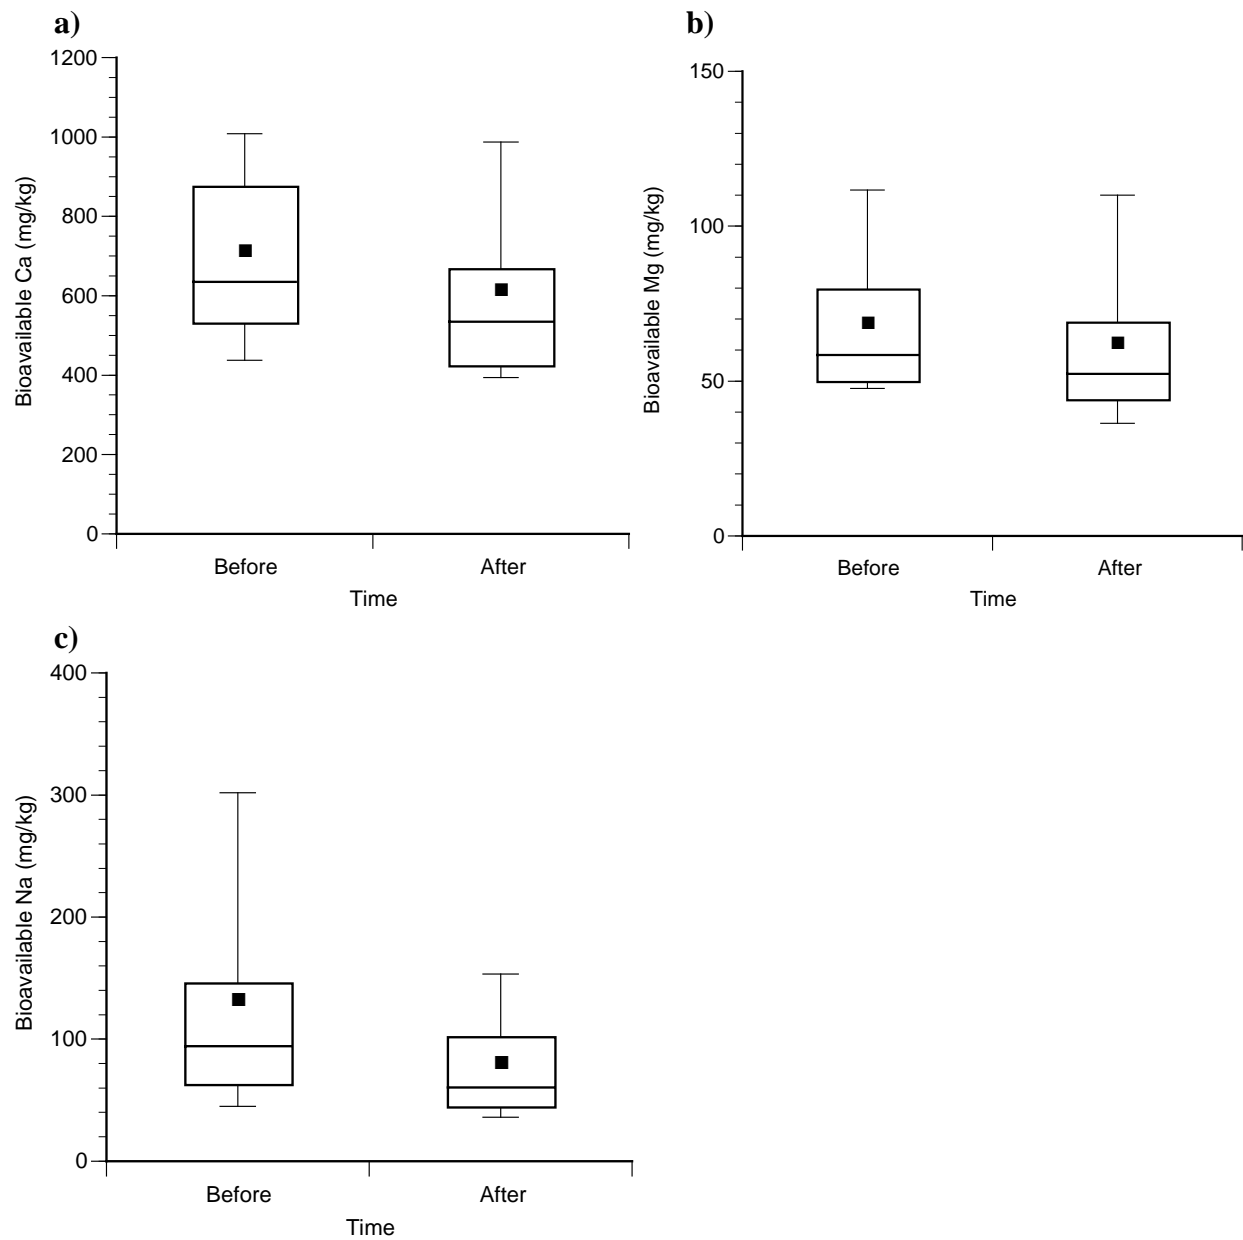 a)
1200
1000
800
600
400
200
0
Bioavailable Ca (mg/kg)
Before After
Time
b)
150
100
50
0
Bioavailable Mg (mg/kg)
Before After
Time
c)
400
300
200
100
0
Bioavailable Na (mg/kg)
Before After
Time